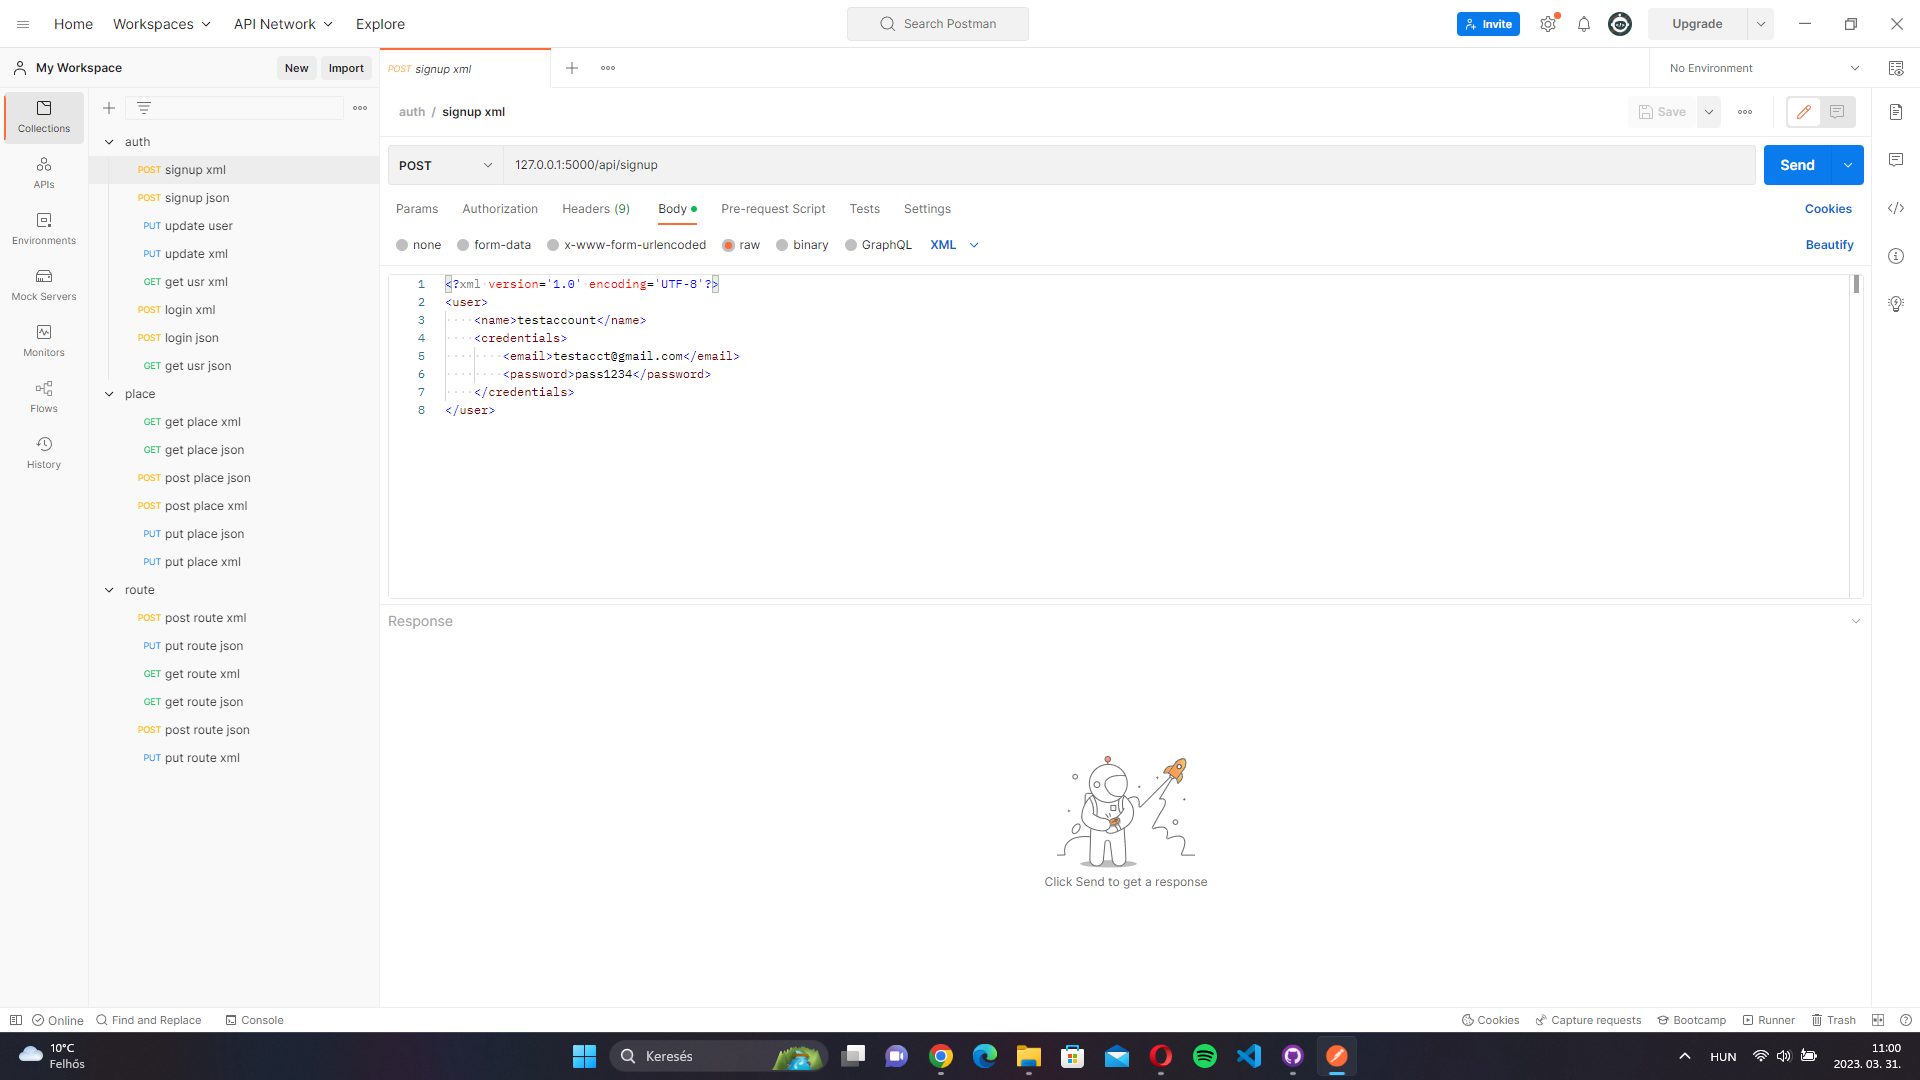 Home Workspaces API Network Explore Search Postman Invite Upgrade
My Workspace New Import POST signup xml No Environment
auth / signup xml Save
Collections
APIs
Environments
Mock Servers
Monitors
Flows
History
auth
POST signup xml
POST signup json
PUT update user
PUT update xml
GET get usr xml
POST login xml
POST login json
GET get usr json
place
GET get place xml
GET get place json
POST post place json
POST post place xml
PUT put place json
PUT put place xml
route
POST post route xml
PUT put route json
GET get route xml
GET get route json
POST post route json
PUT put route xml
POST 127.0.0.1:5000/api/signup Send
Params Authorization Headers (9) Body Pre-request Script Tests Settings Cookies
none form-data x-www-form-urlencoded raw binary GraphQL XML Beautify
1 <?xml version='1.0' encoding='UTF-8'?>
2 <user>
3 <name>testaccount</name>
4 <credentials>
5 <email>testacct@gmail.com</email>
6 <password>pass1234</password>
7 </credentials>
8 </user>
Response
Click Send to get a response
Online Find and Replace Console Cookies Capture requests Bootcamp Runner Trash
10°C
Felhős
Keresés
HUN
11:00
2023. 03. 31.